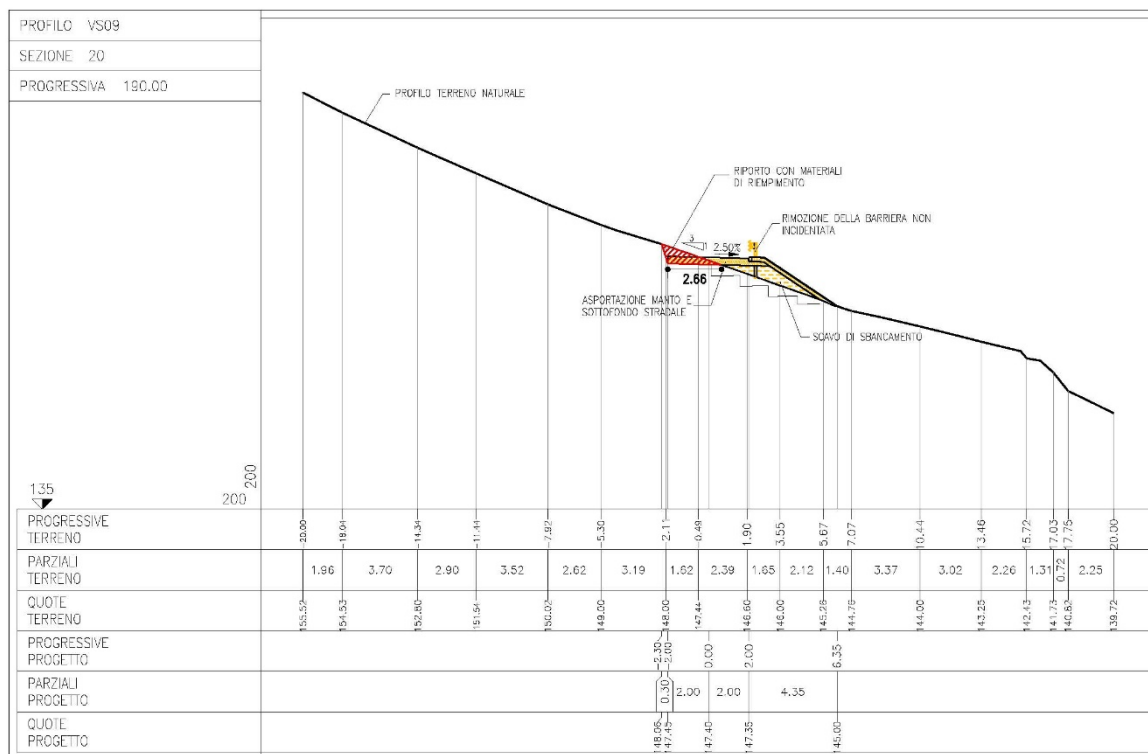 PROFILO VS09
SEZIONE 20
PROGRESSIVA 190.00
PROFILO TERRENO NATURALE
RIPORTO CON MATERIALI
DI RIEMPIMENTO
RIMOZIONE DELLA BARRIERA NON
INCIDENTATA
3
1
2.50%
2.66
ASPORTAZIONE MANTO E
SOTTOFONDO STRADALE
SCAVO DI SBANCAMENTO
135
200
200
PROGRESSIVE
TERRENO
-20.00 -18.04 -14.34 -11.44 -7.92 -5.30 2.11 0.49 1.90 3.55 5.67 7.07 10.44 13.46 15.72 17.03 17.75 20.00
PARZIALI
TERRENO
1.96 3.70 2.90 3.52 2.62 3.19 1.62 2.39 1.65 2.12 1.40 3.37 3.02 2.26 1.31 0.72 2.25
QUOTE
TERRENO
155.52 154.53 152.80 151.54 150.02 149.00 148.00 147.44 146.60 146.00 145.26 144.76 144.00 143.25 142.43 141.73 140.82 139.72
PROGRESSIVE
PROGETTO
-2.30 -2.00 0.00 2.00 6.35
PARZIALI
PROGETTO
0.30 2.00 2.00 4.35
QUOTE
PROGETTO
148.06 147.45 147.40 147.35 145.00